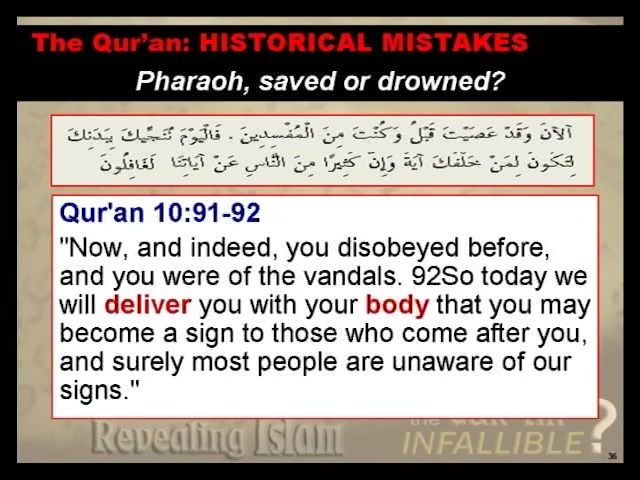 The Qur'an: HISTORICAL MISTAKES
Pharaoh, saved or drowned?
آلآنَ وَقَدْ عَصَيْتَ قَبْلُ وَكُنْتَ مِنَ الْمُفْسِدِينَ . فَالْيَوْمَ نُنَجِّيكَ بِبَدَنِكَ
لِتَكُونَ لِمَنْ خَلْفَكَ آيَةً وَإِنَّ كَثِيرًا مِنَ النَّاسِ عَنْ آيَاتِنَا لَغَافِلُونَ
Qur'an 10:91-92
"Now, and indeed, you disobeyed before,
and you were of the vandals. 92So today we
will deliver you with your body that you may
become a sign to those who come after you,
and surely most people are unaware of our
signs."
the
Revealing Islam
INFALLIBLE?
36